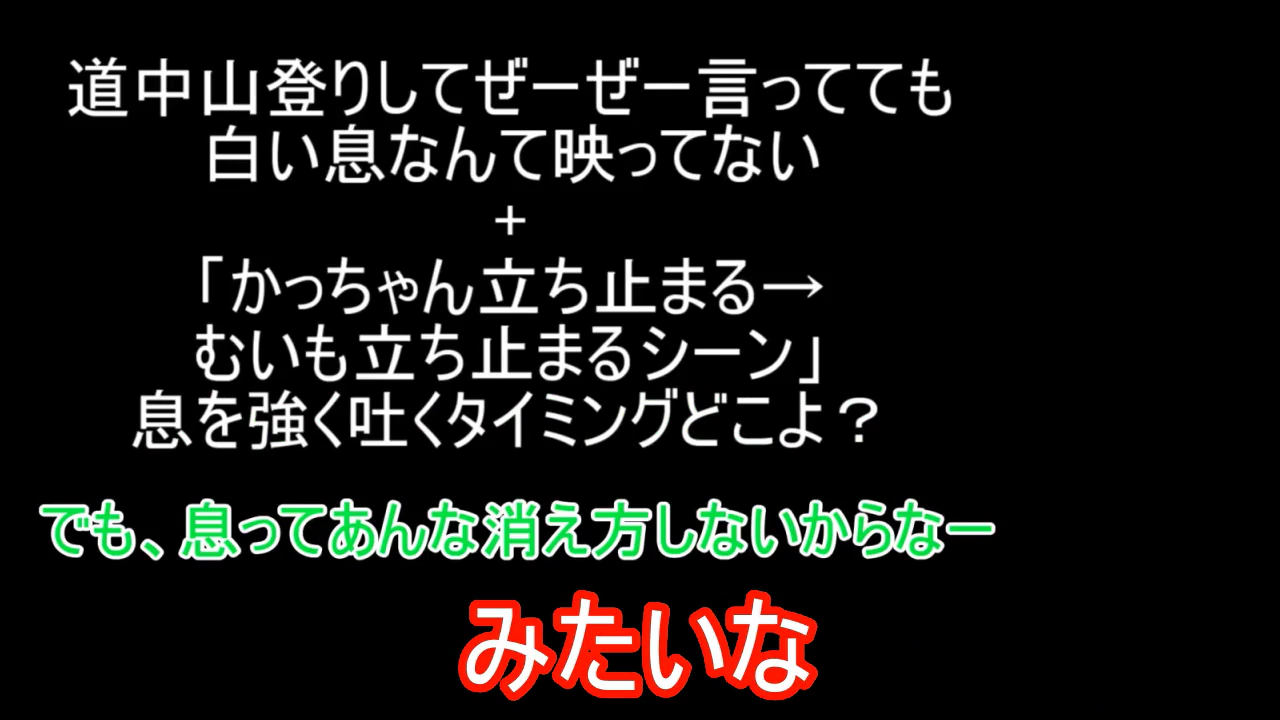 道中山登りしてぜーぜー言ってても
白い息なんて映ってない
+
「かっちゃん立ち止まる→
むいも立ち止まるシーン」
息を強く吐くタイミングどこよ？
でも、息ってあんな消え方しないからなー
みたいな